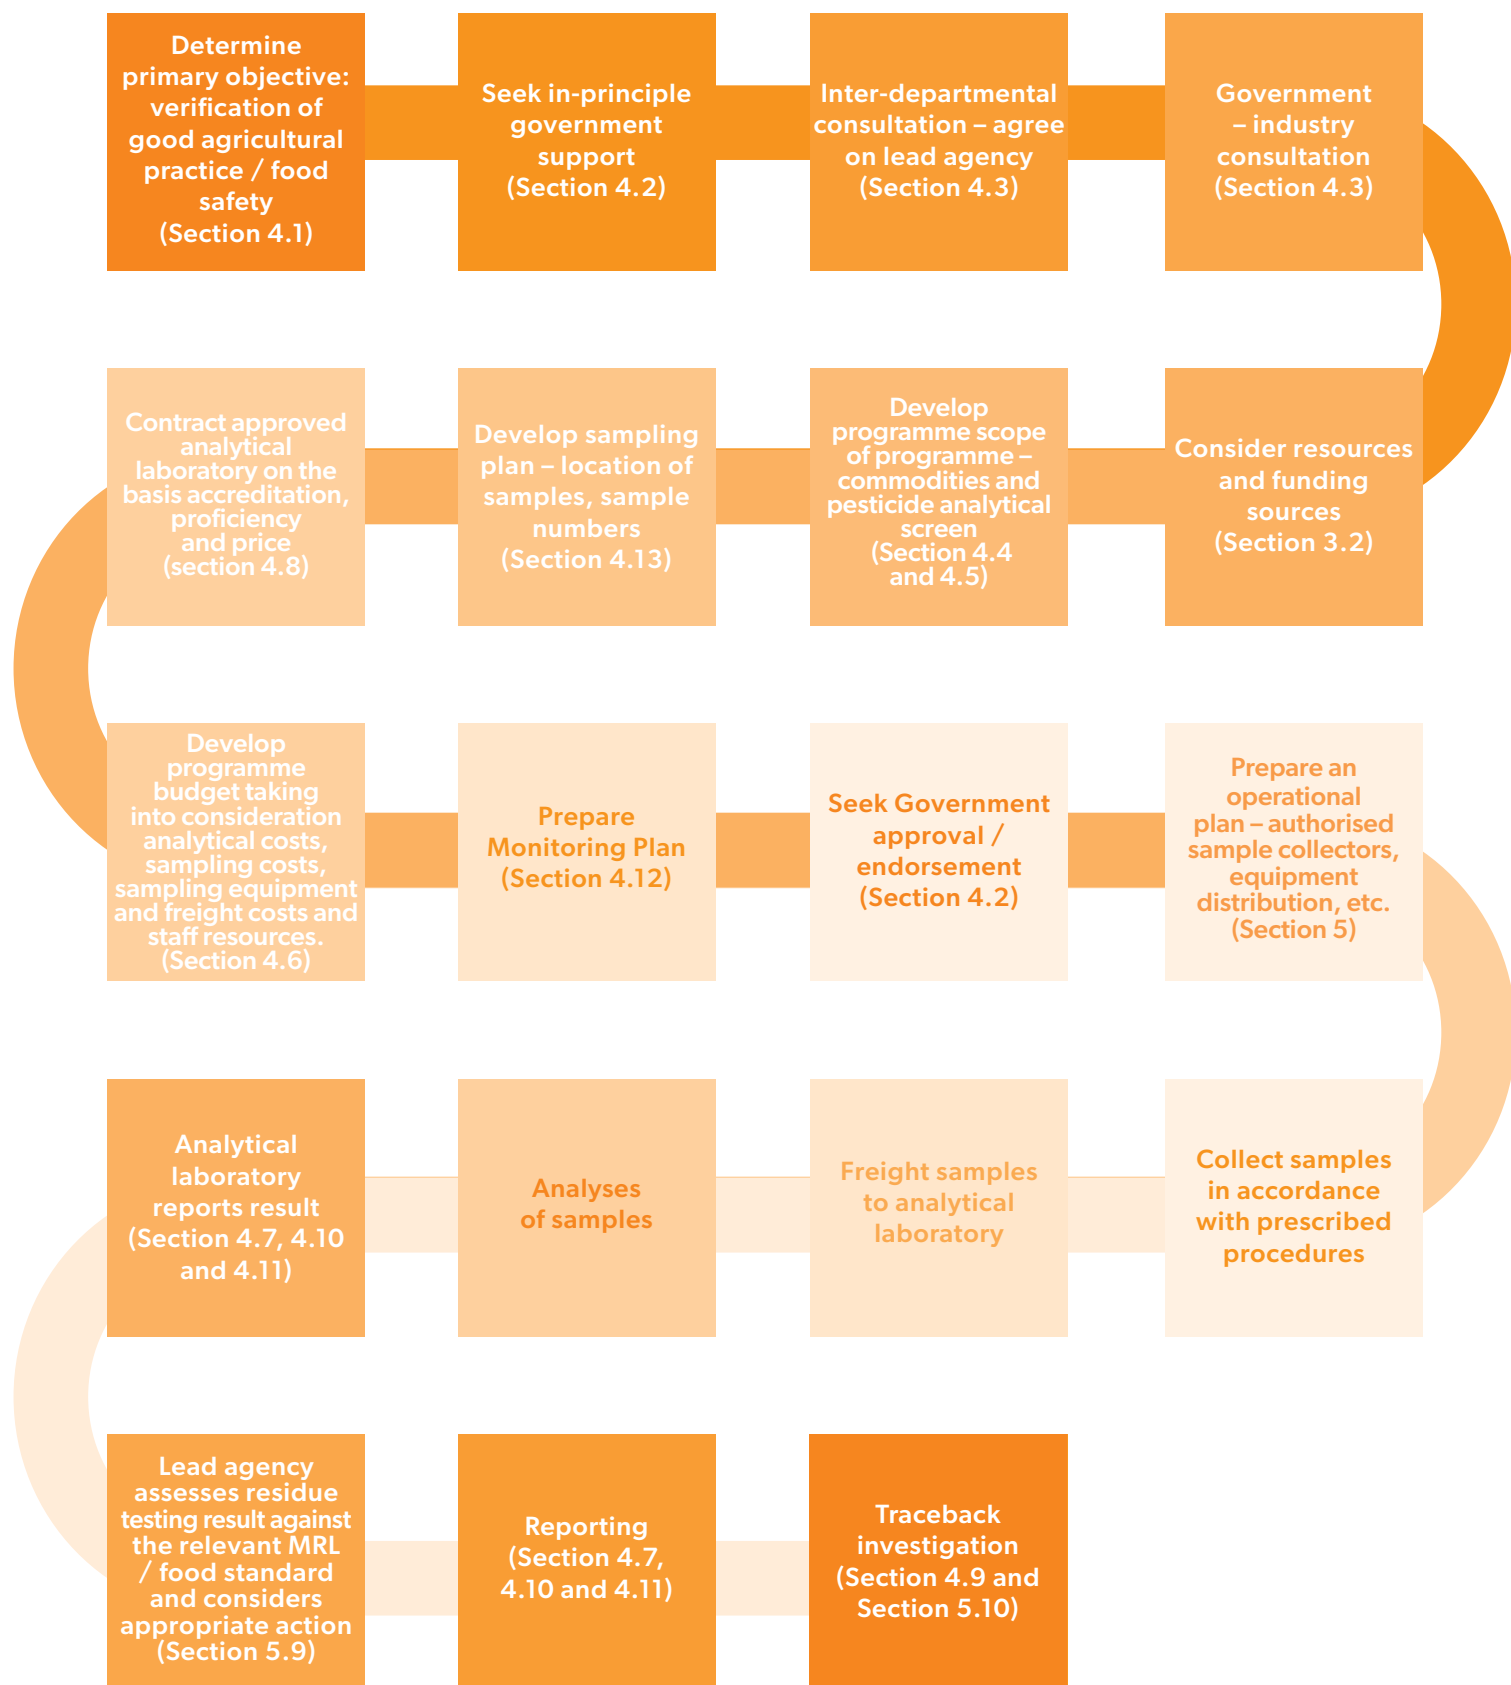 Determine
primary objective:
verification of
good agricultural
practice / food
safety
(Section 4.1)
Seek in-principle
government
support
(Section 4.2)
Inter-departmental
consultation – agree
on lead agency
(Section 4.3)
Government
– industry
consultation
(Section 4.3)
Consider resources
and funding
sources
(Section 3.2)
Develop
programme scope
of programme –
commodities and
pesticide analytical
screen
(Section 4.4
and 4.5)
Develop sampling
plan – location of
samples, sample
numbers
(Section 4.13)
Contract approved
analytical
laboratory on the
basis accreditation,
proficiency
and price
(section 4.8)
Develop
programme
budget taking
into consideration
analytical costs,
sampling costs,
sampling equipment
and freight costs and
staff resources.
(Section 4.6)
Prepare
Monitoring Plan
(Section 4.12)
Seek Government
approval /
endorsement
(Section 4.2)
Prepare an
operational
plan – authorised
sample collectors,
equipment
distribution, etc.
(Section 5)
Collect samples
in accordance
with prescribed
procedures
Freight samples
to analytical
laboratory
Analyses
of samples
Analytical
laboratory
reports result
(Section 4.7, 4.10
and 4.11)
Lead agency
assesses residue
testing result against
the relevant MRL
/ food standard
and considers
appropriate action
(Section 5.9)
Reporting
(Section 4.7,
4.10 and 4.11)
Traceback
investigation
(Section 4.9 and
Section 5.10)